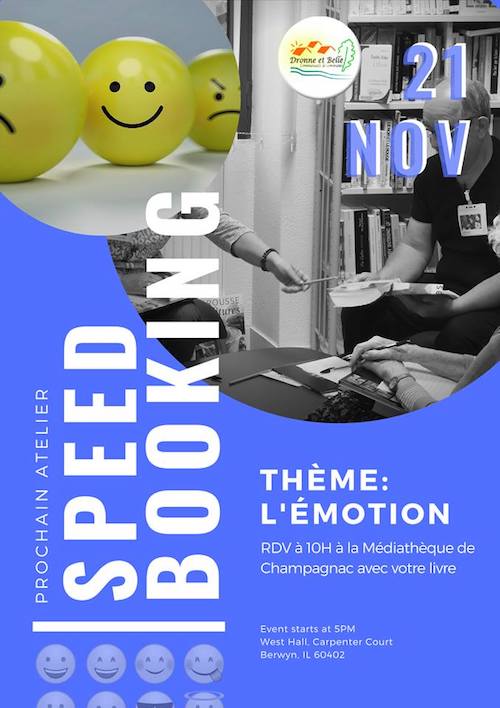 Dronne et Belle
21
NOV
PROCHAIN ATELIER
SPEED
BOOKING
THÈME:
L'ÉMOTION
RDV à 10H à la Médiathèque de
Champagnac avec votre livre
Event starts at 5PM
West Hall, Carpenter Court
Berwyn, IL 60402